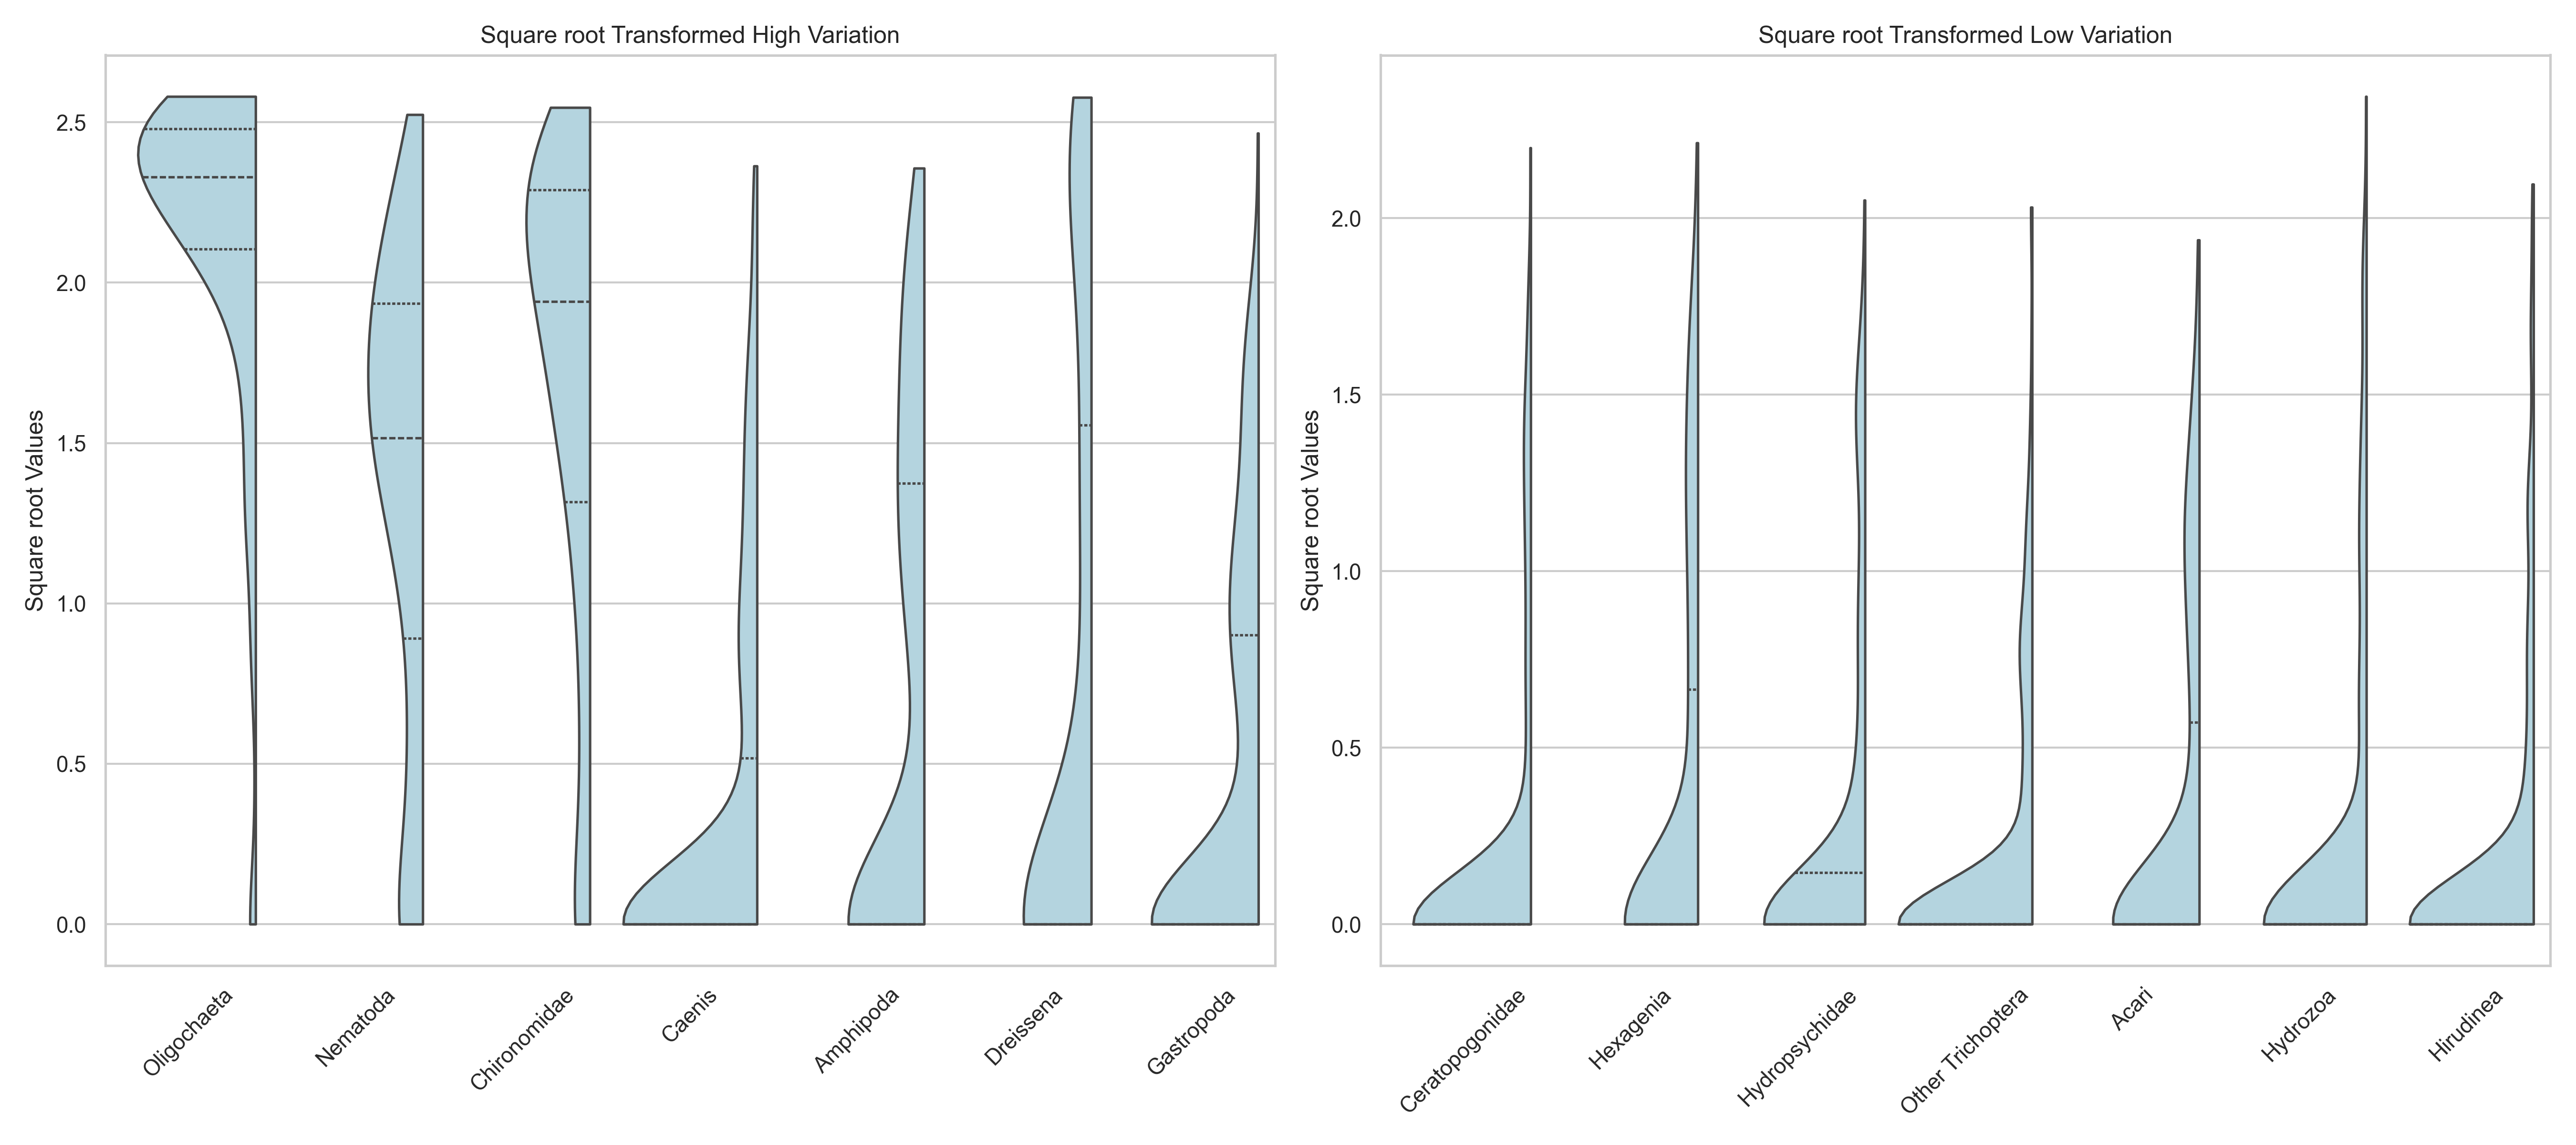 Square root Transformed High Variation
Square root Values
2.5
2.0
1.5
1.0
0.5
0.0
Oligochaeta
Nematoda
Chironomidae
Caenis
Amphipoda
Dreissena
Gastropoda
Square root Transformed Low Variation
Square root Values
2.0
1.5
1.0
0.5
0.0
Ceratopogonidae
Hexagenia
Hydropsychidae
Other Trichoptera
Acari
Hydrozoa
Hirudinea